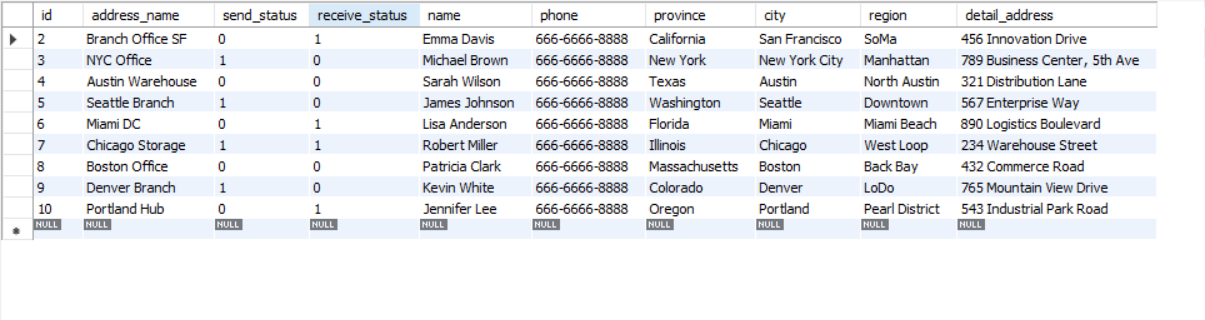 id address_name send_status receive_status name phone province city region detail_address
2 Branch Office SF 0 1 Emma Davis 666-6666-8888 California San Francisco SoMa 456 Innovation Drive
3 NYC Office 1 0 Michael Brown 666-6666-8888 New York New York City Manhattan 789 Business Center, 5th Ave
4 Austin Warehouse 0 0 Sarah Wilson 666-6666-8888 Texas Austin North Austin 321 Distribution Lane
5 Seattle Branch 1 0 James Johnson 666-6666-8888 Washington Seattle Downtown 567 Enterprise Way
6 Miami DC 0 1 Lisa Anderson 666-6666-8888 Florida Miami Miami Beach 890 Logistics Boulevard
7 Chicago Storage 1 1 Robert Miller 666-6666-8888 Illinois Chicago West Loop 234 Warehouse Street
8 Boston Office 0 0 Patricia Clark 666-6666-8888 Massachusetts Boston Back Bay 432 Commerce Road
9 Denver Branch 1 0 Kevin White 666-6666-8888 Colorado Denver LoDo 765 Mountain View Drive
10 Portland Hub 0 1 Jennifer Lee 666-6666-8888 Oregon Portland Pearl District 543 Industrial Park Road
NULL NULL NULL NULL NULL NULL NULL NULL NULL NULL